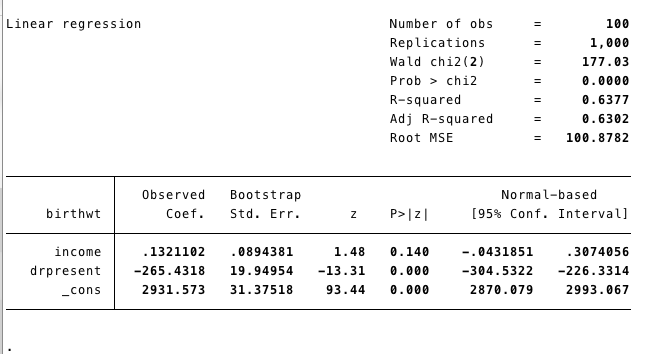 Linear regression Number of obs = 100
Replications = 1,000
Wald chi2(2) = 177.03
Prob > chi2 = 0.0000
R-squared = 0.6377
Adj R-squared = 0.6302
Root MSE = 100.8782
Observed Bootstrap Normal-based
birthwt Coef. Std. Err. z P>|z| [95% Conf. Interval]
income .1321102 .0894381 1.48 0.140 -.0431851 .3074056
drpresent -265.4318 19.94954 -13.31 0.000 -304.5322 -226.3314
_cons 2931.573 31.37518 93.44 0.000 2870.079 2993.067
.